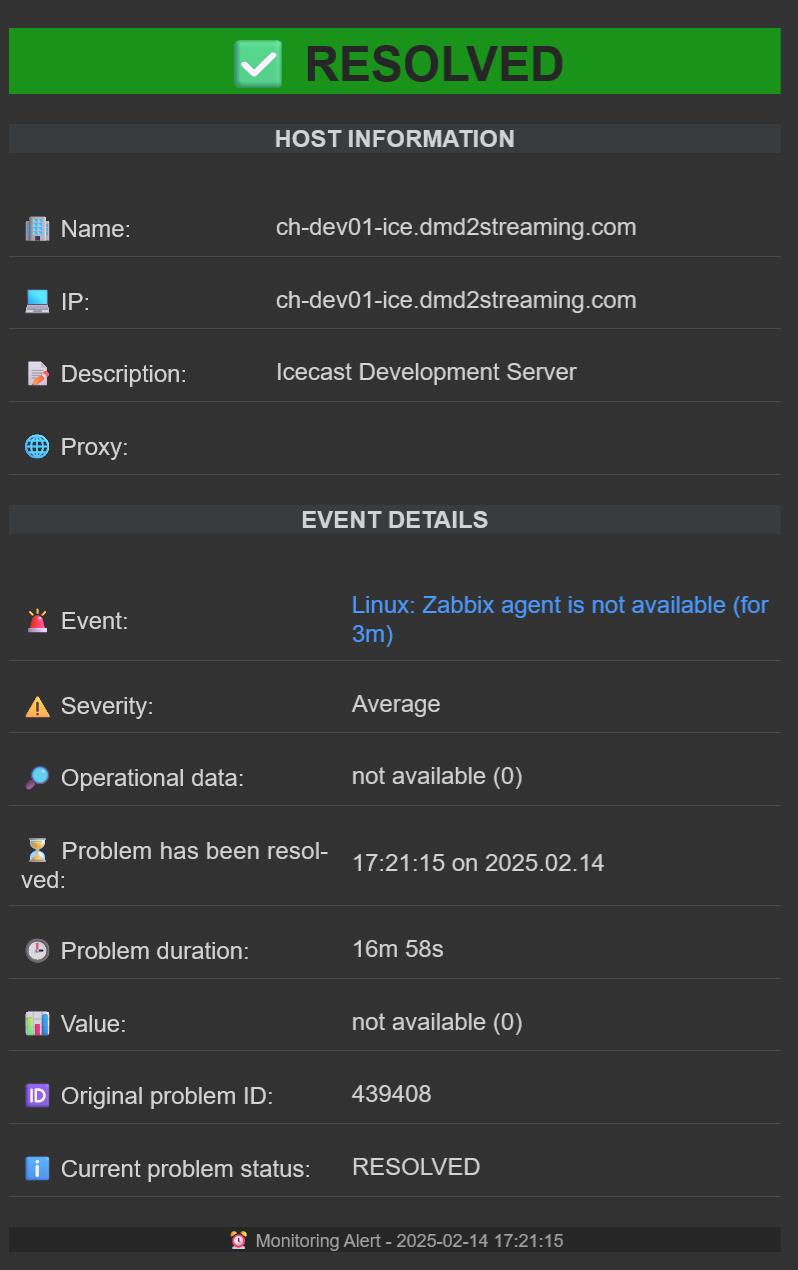 ✅ RESOLVED
HOST INFORMATION
🏢 Name: ch-dev01-ice.dmd2streaming.com
💻 IP: ch-dev01-ice.dmd2streaming.com
📝 Description: Icecast Development Server
🌐 Proxy:
EVENT DETAILS
🚨 Event: Linux: Zabbix agent is not available (for
3m)
⚠️ Severity: Average
🔎 Operational data: not available (0)
⏳ Problem has been resol-
ved: 17:21:15 on 2025.02.14
🕒 Problem duration: 16m 58s
📊 Value: not available (0)
🆔 Original problem ID: 439408
ℹ️ Current problem status: RESOLVED
⏰ Monitoring Alert - 2025-02-14 17:21:15